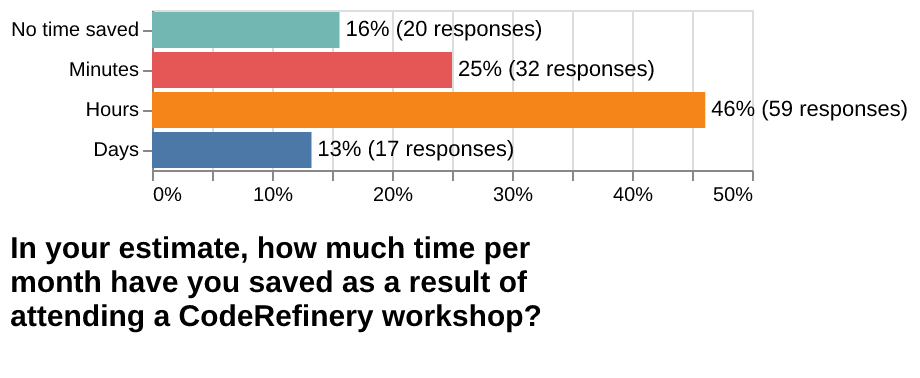 No time saved 16% (20 responses)
Minutes 25% (32 responses)
Hours 46% (59 responses)
Days 13% (17 responses)
0% 10% 20% 30% 40% 50%
In your estimate, how much time per
month have you saved as a result of
attending a CodeRefinery workshop?